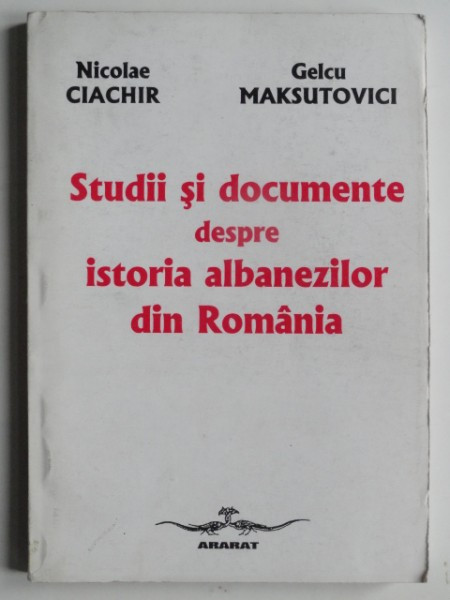 Nicolae CIACHIR
Gelcu MAKSUTOVICI
Studii şi documente
despre
istoria albanezilor
din România
ARARAT